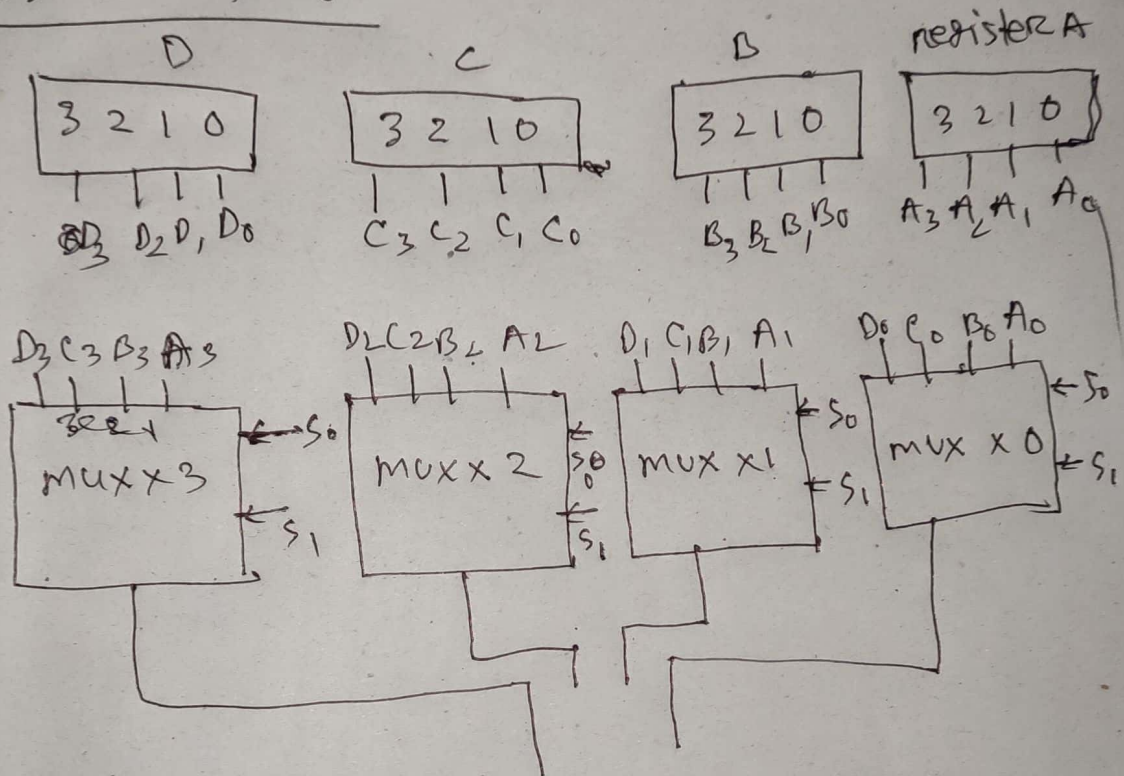 D C B register A
3 2 1 0 3 2 1 0 3 2 1 0 3 2 1 0
D3 D2 D1 D0 C3 C2 C1 C0 B3 B2 B1 B0 A3 A2 A1 A0
D3 C3 B3 A3 D2 C2 B2 A2 D1 C1 B1 A1 D0 C0 B0 A0
S0 S0 S0 S0
mux x 3 mux x 2 mux x 1 mux x 0
S1 S1 S1 S1